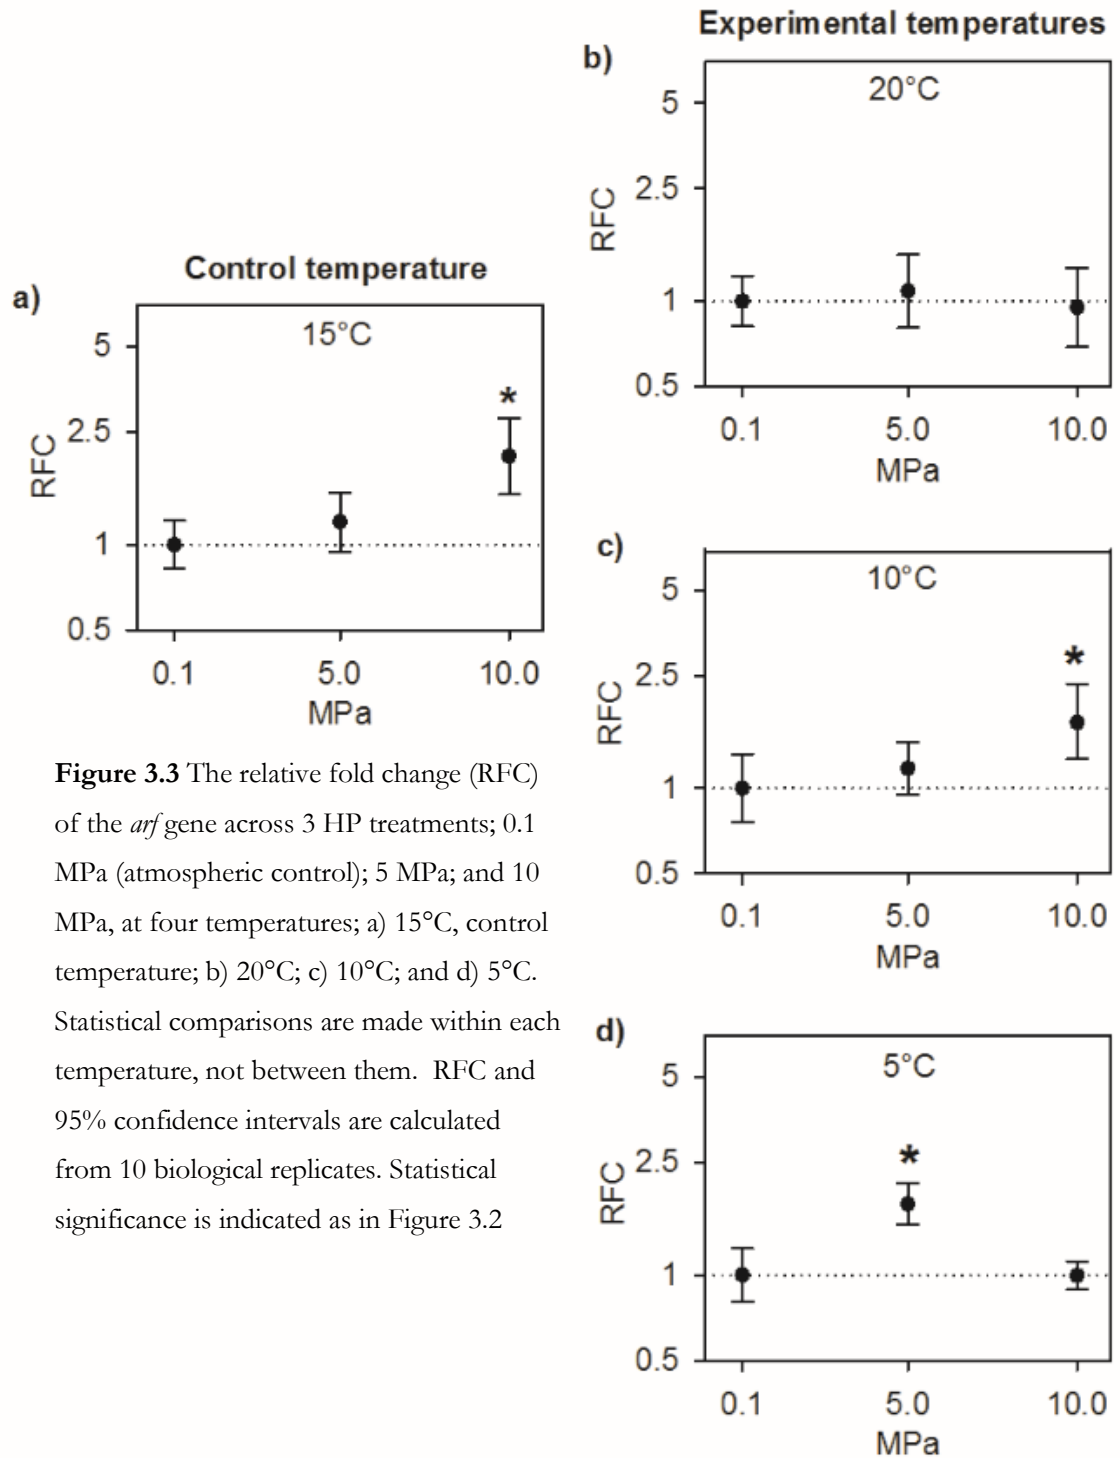 Control temperature
a)
15°C
*
5
2.5
1
0.5
RFC
0.1 5.0 10.0
MPa
Experimental temperatures
b)
20°C
5
2.5
1
0.5
RFC
0.1 5.0 10.0
MPa
c)
10°C
*
5
2.5
1
0.5
RFC
0.1 5.0 10.0
MPa
d)
5°C
*
5
2.5
1
0.5
RFC
0.1 5.0 10.0
MPa
Figure 3.3 The relative fold change (RFC)
of the arf gene across 3 HP treatments; 0.1
MPa (atmospheric control); 5 MPa; and 10
MPa, at four temperatures; a) 15°C, control
temperature; b) 20°C; c) 10°C; and d) 5°C.
Statistical comparisons are made within each
temperature, not between them. RFC and
95% confidence intervals are calculated
from 10 biological replicates. Statistical
significance is indicated as in Figure 3.2